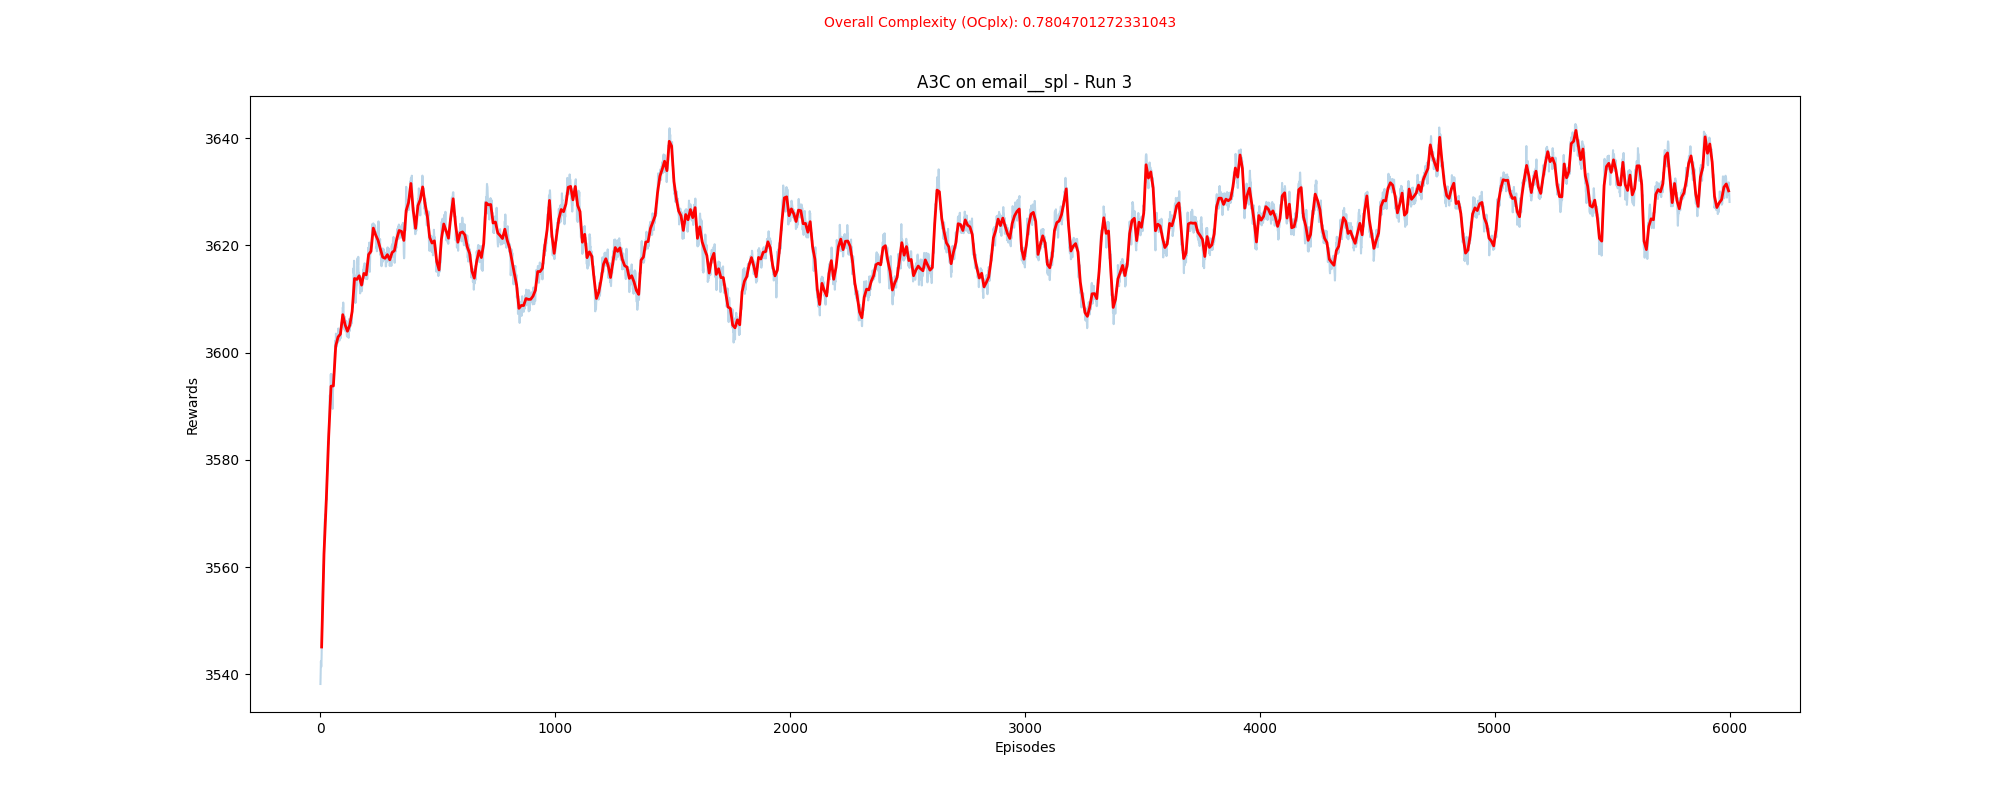 Overall Complexity (OCplx): 0.7804701272331043
A3C on email__spl - Run 3
3640
3620
3600
3580
3560
3540
Rewards
0 1000 2000 3000 4000 5000 6000
Episodes